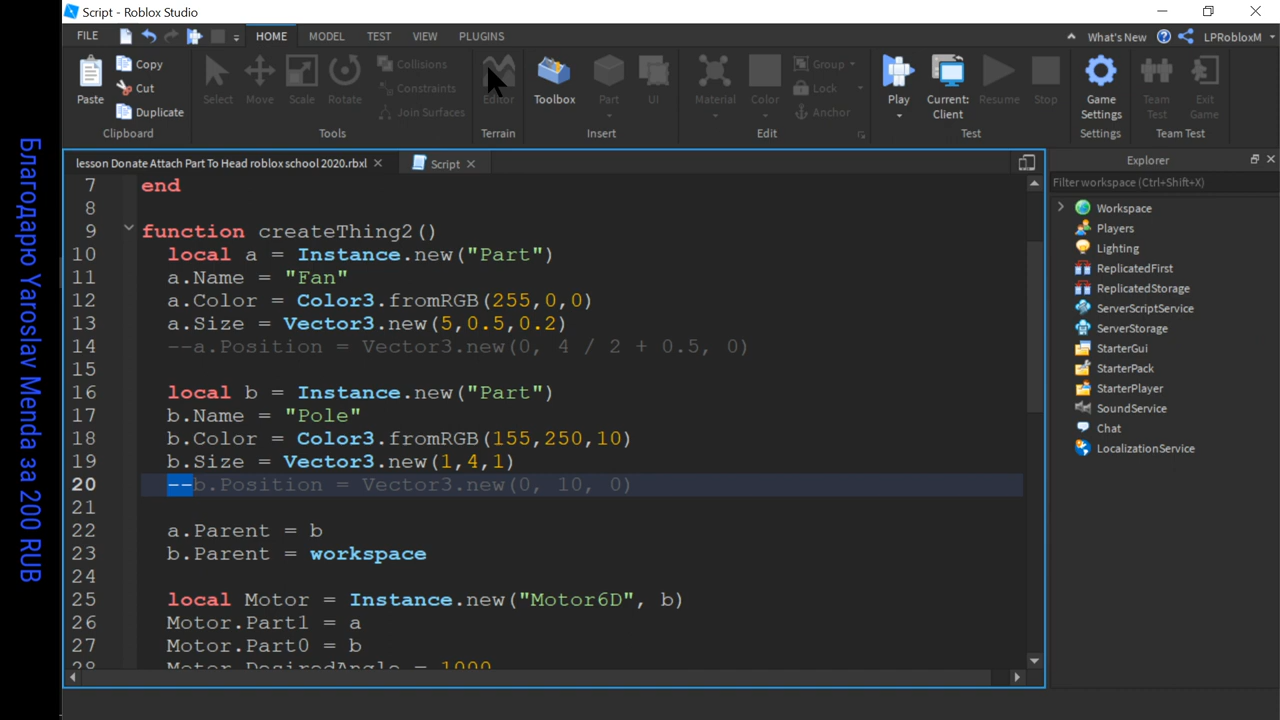 Благодарю Yaroslav Menda за 200 RUB
Script - Roblox Studio
FILE HOME MODEL TEST VIEW PLUGINS What's New LPRobloxM
Paste Copy Cut Duplicate
Clipboard
Select Move Scale Rotate Collisions Constraints Join Surfaces
Tools
Editor
Terrain
Toolbox Part UI
Insert
Material Color Group Lock Anchor
Edit
Play Current: Client Resume Stop
Test
Game Settings
Settings
Team Test Exit Game
Team Test
lesson Donate Attach Part To Head roblox school 2020.rbxl Script
7 end
8
9 function createThing2()
10 local a = Instance.new("Part")
11 a.Name = "Fan"
12 a.Color = Color3.fromRGB(255,0,0)
13 a.Size = Vector3.new(5,0.5,0.2)
14 --a.Position = Vector3.new(0, 4 / 2 + 0.5, 0)
15
16 local b = Instance.new("Part")
17 b.Name = "Pole"
18 b.Color = Color3.fromRGB(155,250,10)
19 b.Size = Vector3.new(1,4,1)
20 --b.Position = Vector3.new(0, 10, 0)
21
22 a.Parent = b
23 b.Parent = workspace
24
25 local Motor = Instance.new("Motor6D", b)
26 Motor.Part1 = a
27 Motor.Part0 = b
28 Motor.DesiredAngle = 1000
Explorer
Filter workspace (Ctrl+Shift+X)
Workspace
Players
Lighting
ReplicatedFirst
ReplicatedStorage
ServerScriptService
ServerStorage
StarterGui
StarterPack
StarterPlayer
SoundService
Chat
LocalizationService